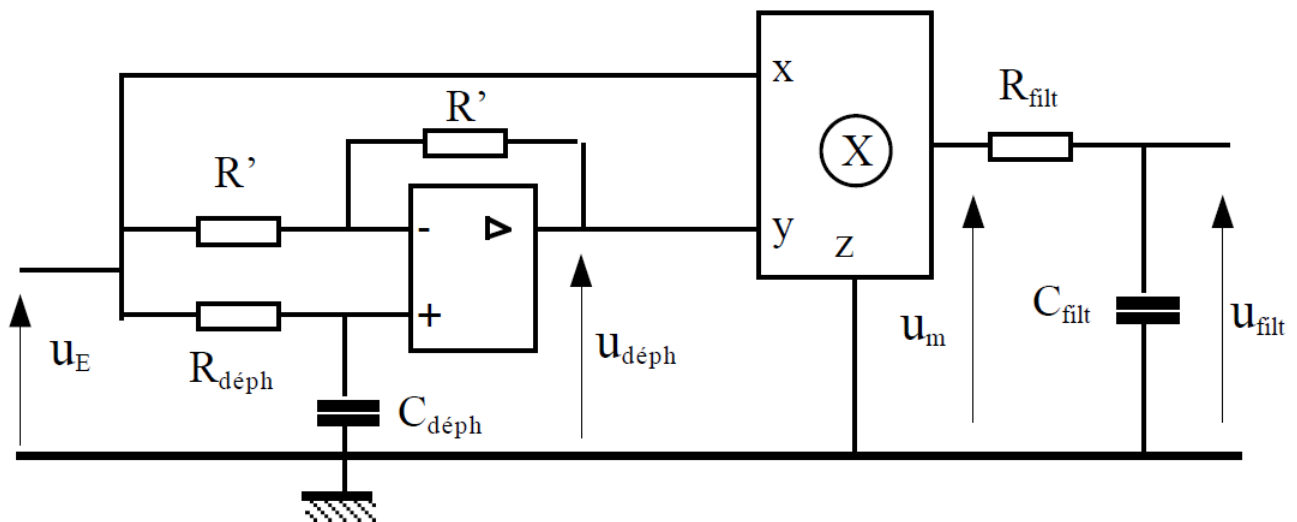 x
R_filt
R’
X
R’
-
y
z
+
C_filt
u_m
u_filt
u_E
R_déph
u_déph
C_déph